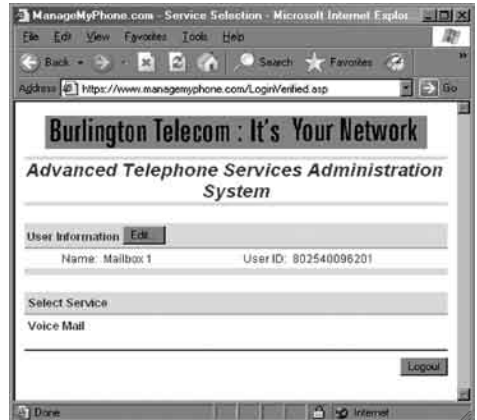 ManageMyPhone.com - Service Selection - Microsoft Internet Explor
File Edit View Favorites Tools Help
Back Search Favorites
Address https://www.managemyphone.com/LoginVerified.asp Go
Burlington Telecom : It's Your Network
Advanced Telephone Services Administration
System
User Information Edit...
Name: Mailbox 1 User ID: 802540096201
Select Service
Voice Mail
Logout
Done Internet